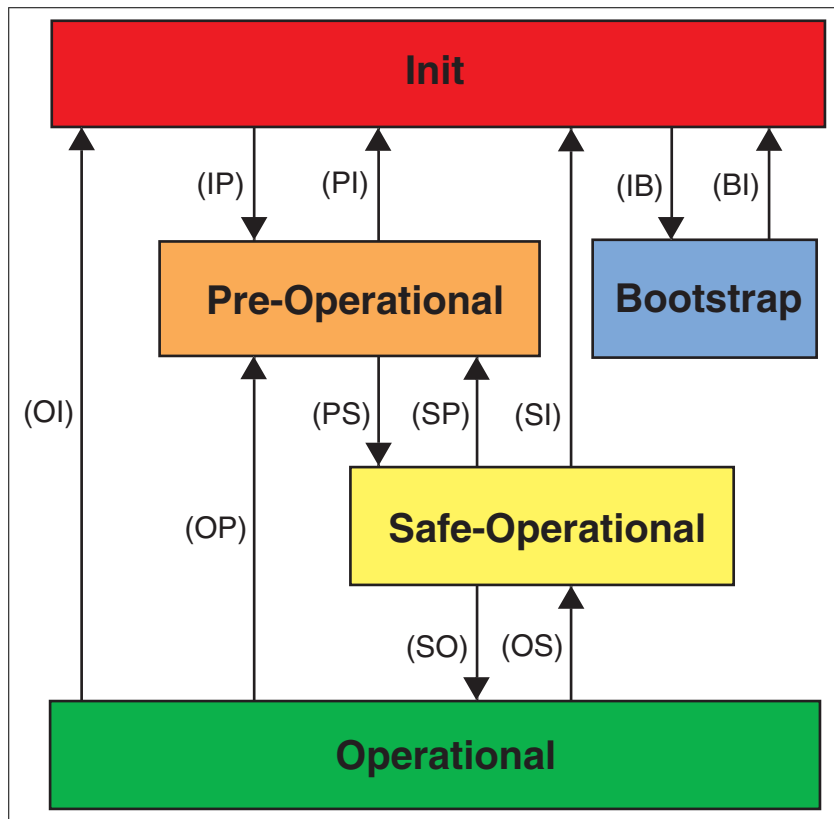 Init
(IP)
(PI)
(IB)
(BI)
Pre-Operational
Bootstrap
(OI)
(PS)
(SP)
(SI)
(OP)
Safe-Operational
(SO)
(OS)
Operational